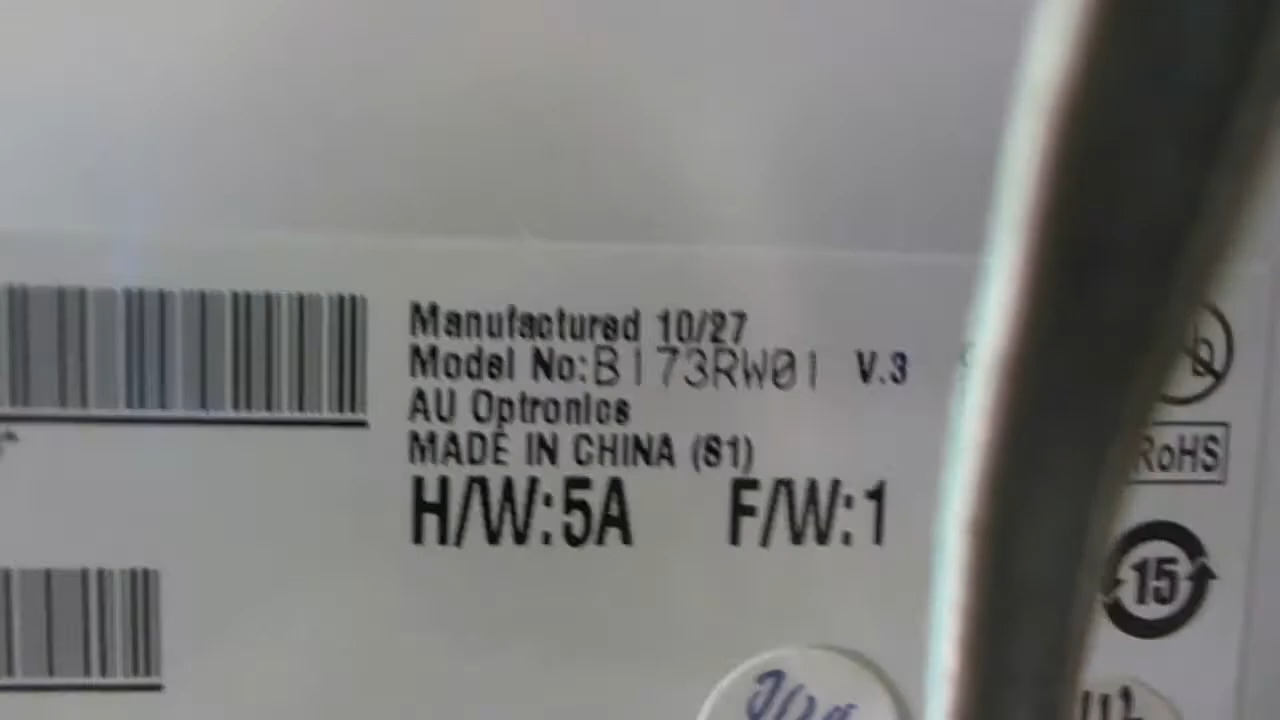 Manufactured 10/27
Model No:B173RW01 V.3
AU Optronics
MADE IN CHINA (S1)
H/W:5A F/W:1
RoHS
15